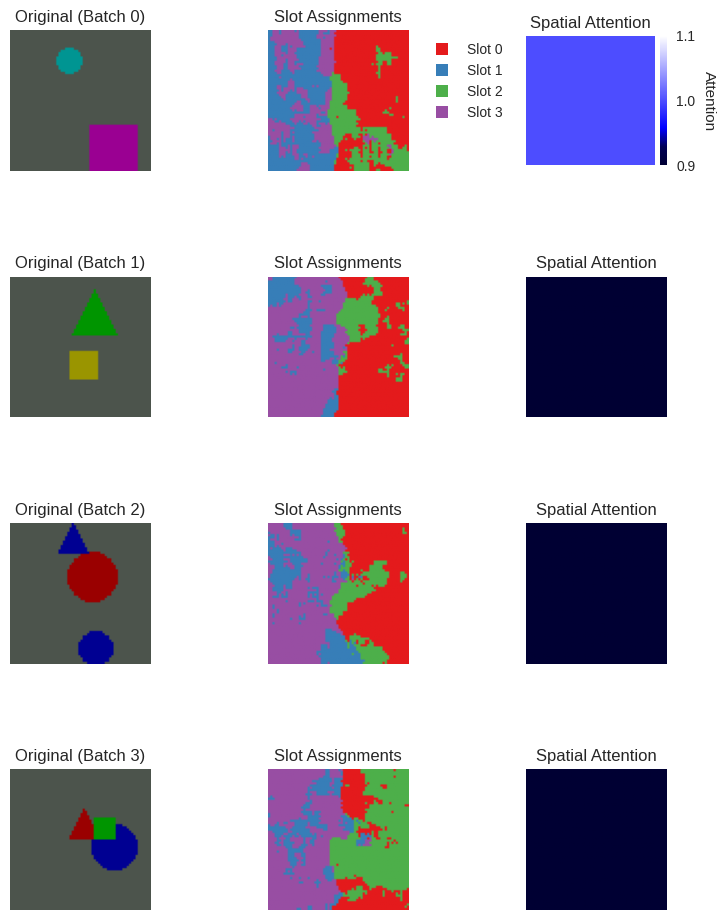 Original (Batch 0)
Slot Assignments
Spatial Attention
Slot 0
Slot 1
Slot 2
Slot 3
1.1
1.0
0.9
Attention
Original (Batch 1)
Slot Assignments
Spatial Attention
Original (Batch 2)
Slot Assignments
Spatial Attention
Original (Batch 3)
Slot Assignments
Spatial Attention